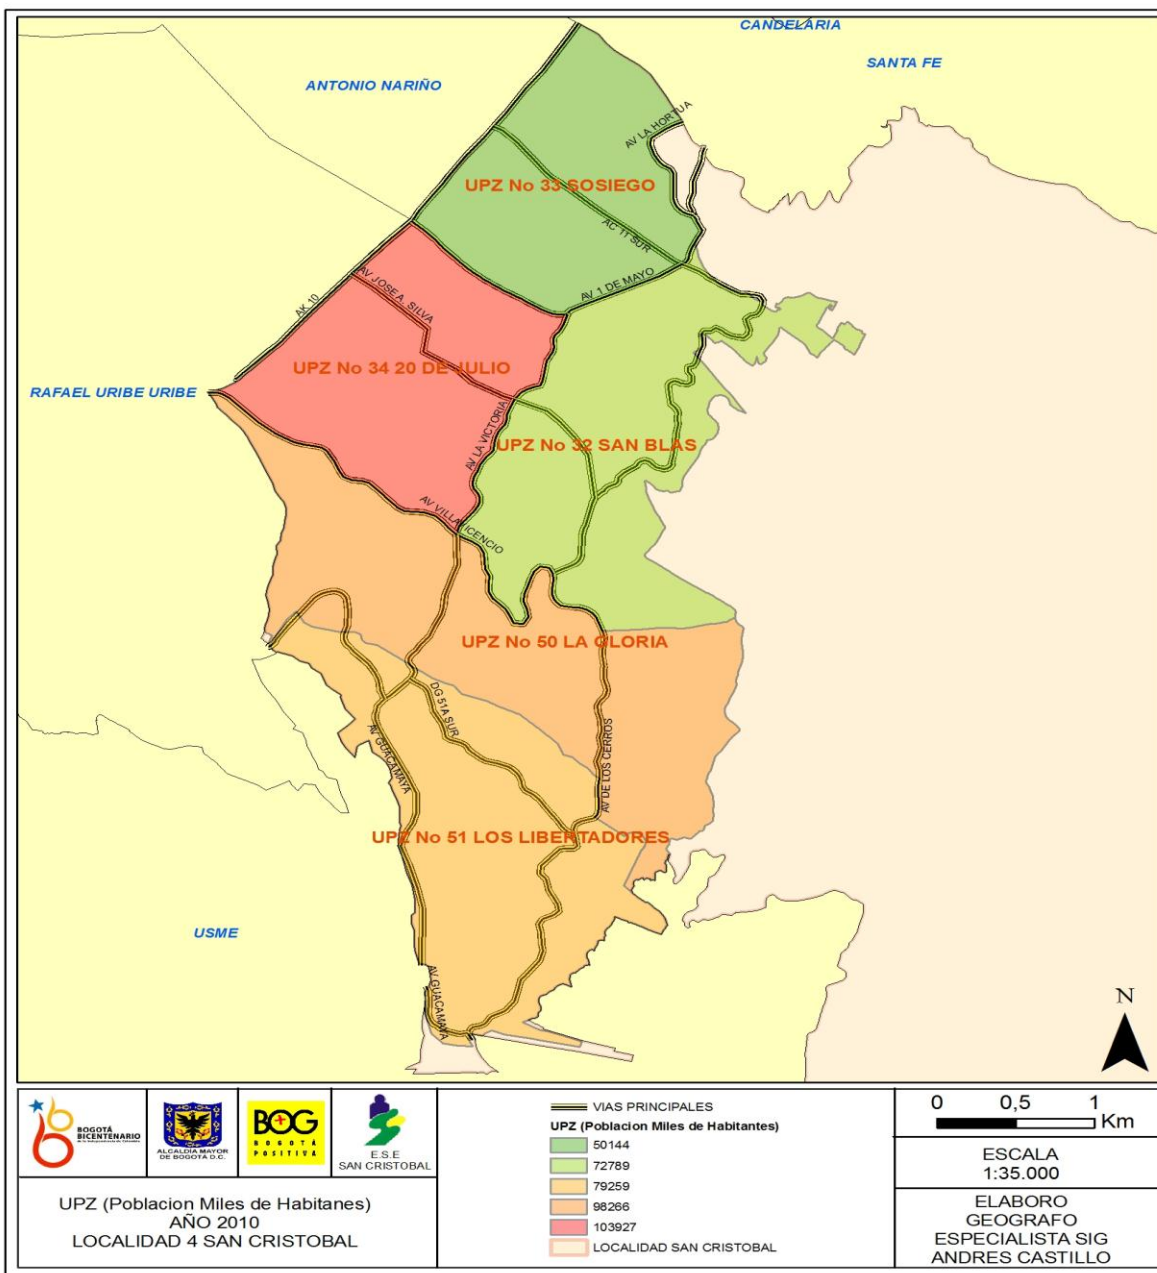 CANDELARIA
SANTA FE
ANTONIO NARIÑO
AV LA HORTUA
UPZ No 33 SOSIEGO
AC 11 SUR
AV 1 DE MAYO
AV JOSE A. SILVA
AK 10
UPZ No 34 20 DE JULIO
RAFAEL URIBE URIBE
AV LA VICTORIA
UPZ No 32 SAN BLAS
AV VILLAVICENCIO
UPZ No 50 LA GLORIA
DG 51A SUR
AV GUACAMAYA
AV DE LOS CERROS
UPZ No 51 LOS LIBERTADORES
USME
AV GUACAMAYA
N
BOGOTÁ
BICENTENARIO
ALCALDIA MAYOR
DE BOGOTÁ D.C.
BOG
BOGOTÁ
POSITIVA
E.S.E
SAN CRISTOBAL
UPZ (Poblacion Miles de Habitanes)
AÑO 2010
LOCALIDAD 4 SAN CRISTOBAL
VIAS PRINCIPALES
UPZ (Poblacion Miles de Habitantes)
50144
72789
79259
98266
103927
LOCALIDAD SAN CRISTOBAL
0 0,5 1
Km
ESCALA
1:35.000
ELABORO
GEOGRAFO
ESPECIALISTA SIG
ANDRES CASTILLO